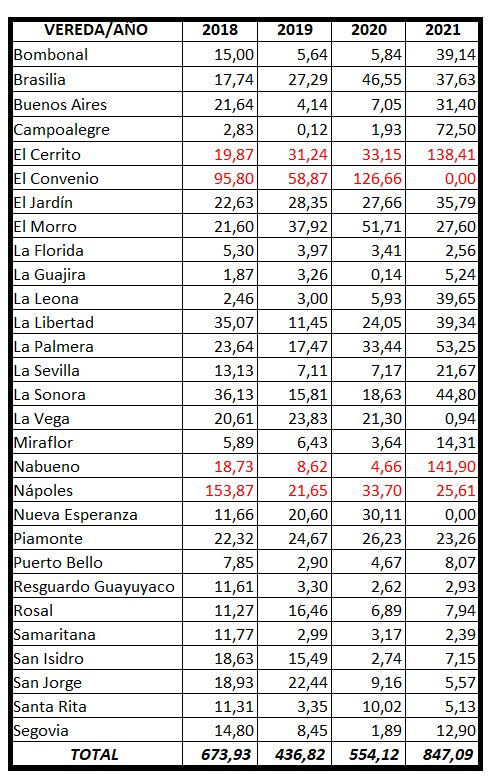 VEREDA/AÑO 2018 2019 2020 2021
Bombonal 15,00 5,64 5,84 39,14
Brasilia 17,74 27,29 46,55 37,63
Buenos Aires 21,64 4,14 7,05 31,40
Campoalegre 2,83 0,12 1,93 72,50
El Cerrito 19,87 31,24 33,15 138,41
El Convenio 95,80 58,87 126,66 0,00
El Jardín 22,63 28,35 27,66 35,79
El Morro 21,60 37,92 51,71 27,60
La Florida 5,30 3,97 3,41 2,56
La Guajira 1,87 3,26 0,14 5,24
La Leona 2,46 3,00 5,93 39,65
La Libertad 35,07 11,45 24,05 39,34
La Palmera 23,64 17,47 33,44 53,25
La Sevilla 13,13 7,11 7,17 21,67
La Sonora 36,13 15,81 18,63 44,80
La Vega 20,61 23,83 21,30 0,94
Miraflor 5,89 6,43 3,64 14,31
Nabueno 18,73 8,62 4,66 141,90
Nápoles 153,87 21,65 33,70 25,61
Nueva Esperanza 11,66 20,60 30,11 0,00
Piamonte 22,32 24,67 26,23 23,26
Puerto Bello 7,85 2,90 4,67 8,07
Resguardo Guayuyaco 11,61 3,30 2,62 2,93
Rosal 11,27 16,46 6,89 7,94
Samaritana 11,77 2,99 3,17 2,39
San Isidro 18,63 15,49 2,74 7,15
San Jorge 18,93 22,44 9,16 5,57
Santa Rita 11,31 3,35 10,02 5,13
Segovia 14,80 8,45 1,89 12,90
TOTAL 673,93 436,82 554,12 847,09